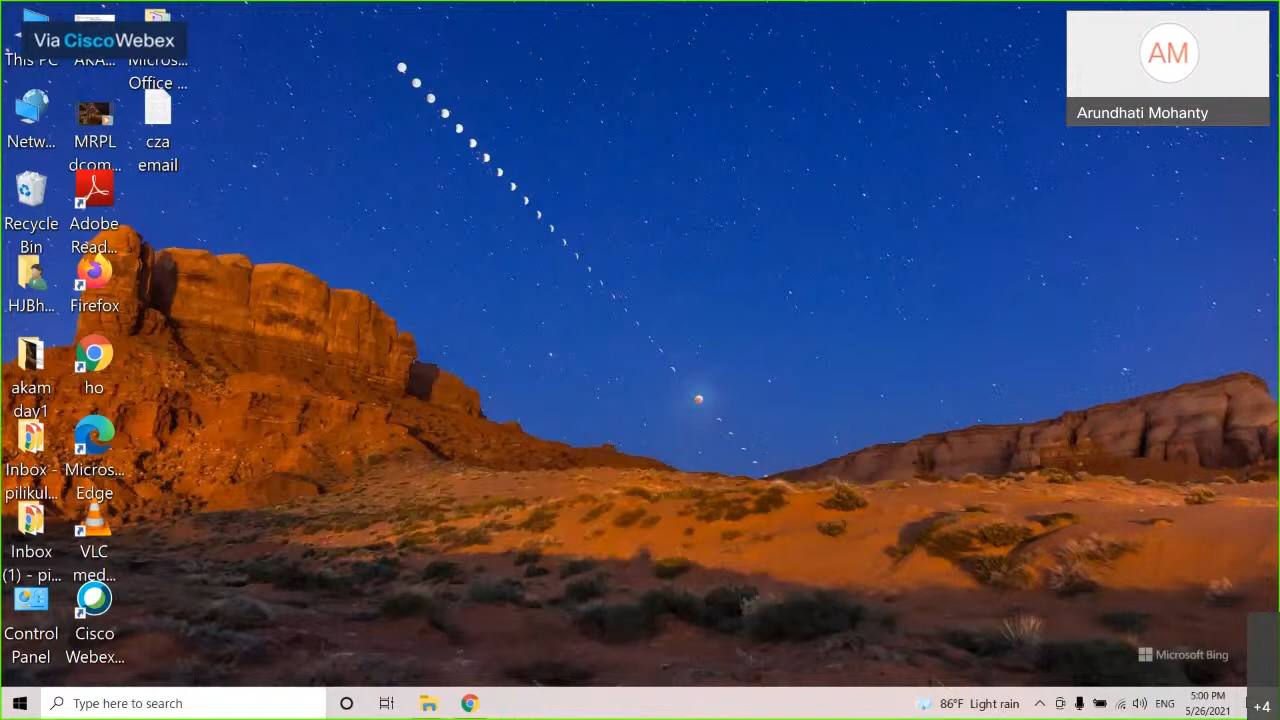 Via CiscoWebex
This PC
AKA...
Micros...
Office ...
AM
Arundhati Mohanty
Netw...
MRPL
dcom...
cza
email
Recycle
Bin
Adobe
Read...
HJBh...
Firefox
akam
day1
ho
Inbox -
pilikul...
Micros...
Edge
Inbox
(1) - pi...
VLC
med...
Control
Panel
Cisco
Webex...
Microsoft Bing
Type here to search
86°F Light rain
ENG
5:00 PM
5/26/2021
+4